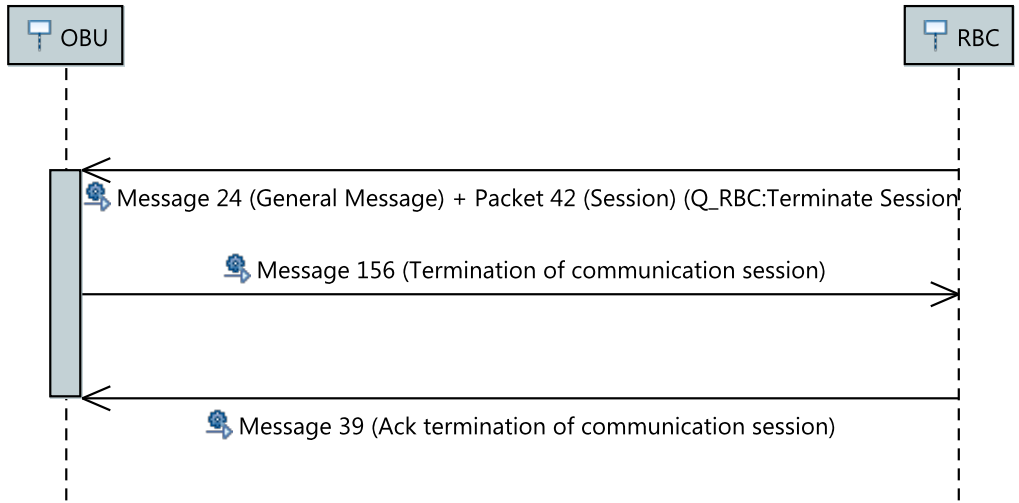 OBU
RBC
Message 24 (General Message) + Packet 42 (Session) (Q_RBC:Terminate Session
Message 156 (Termination of communication session)
Message 39 (Ack termination of communication session)